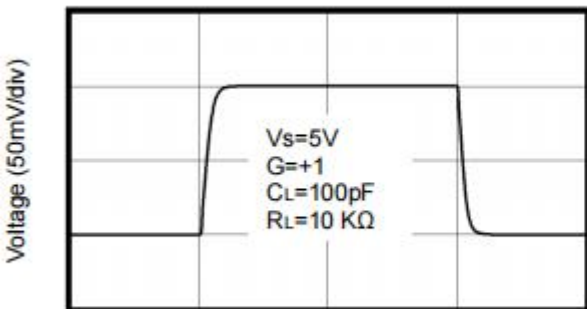 Voltage (50mV/div)
Vs=5V
G=+1
CL=100pF
RL=10 KΩ